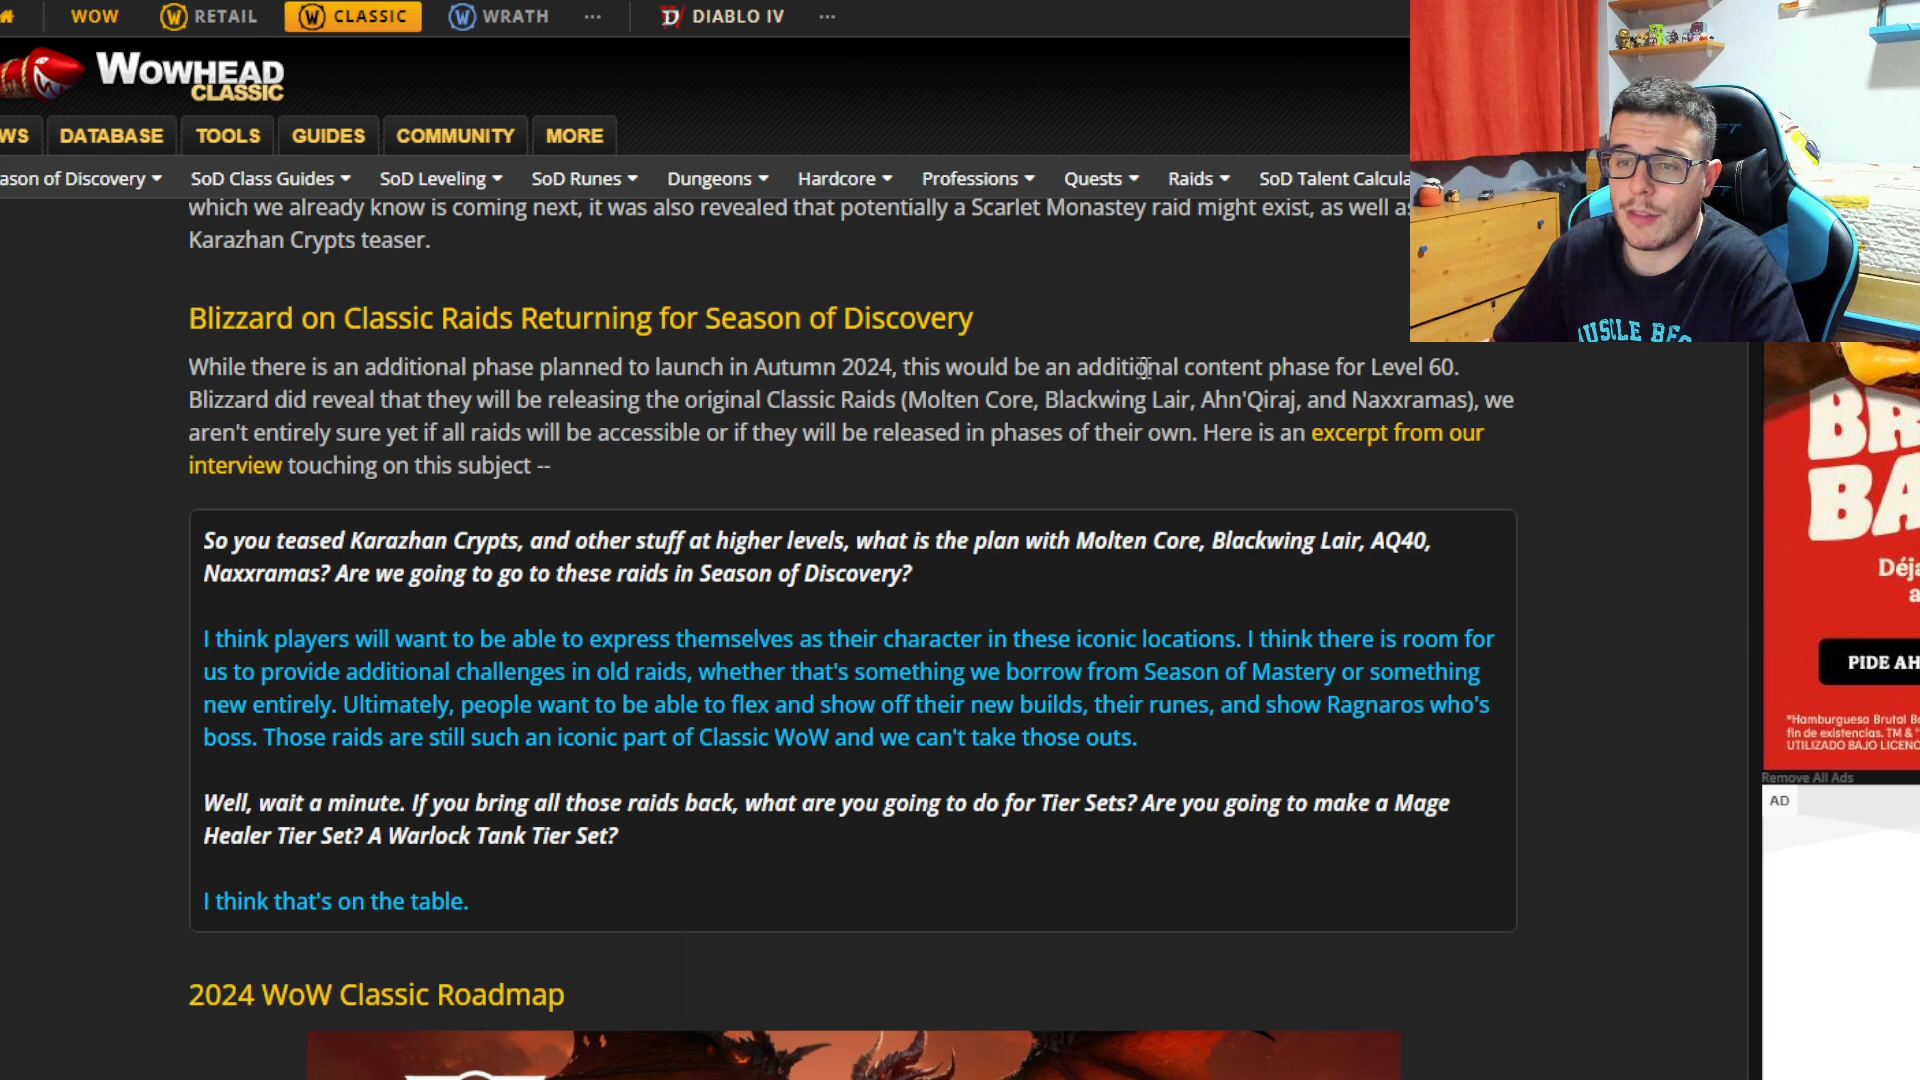 WOW RETAIL CLASSIC WRATH ... DIABLO IV ...
WOWHEAD
CLASSIC
WS DATABASE TOOLS GUIDES COMMUNITY MORE
ason of Discovery SoD Class Guides SoD Leveling SoD Runes Dungeons Hardcore Professions Quests Raids SoD Talent Calcula
which we already know is coming next, it was also revealed that potentially a Scarlet Monastey raid might exist, as well as
Karazhan Crypts teaser.
Blizzard on Classic Raids Returning for Season of Discovery
While there is an additional phase planned to launch in Autumn 2024, this would be an additional content phase for Level 60.
Blizzard did reveal that they will be releasing the original Classic Raids (Molten Core, Blackwing Lair, Ahn'Qiraj, and Naxxramas), we
aren't entirely sure yet if all raids will be accessible or if they will be released in phases of their own. Here is an excerpt from our
interview touching on this subject --
So you teased Karazhan Crypts, and other stuff at higher levels, what is the plan with Molten Core, Blackwing Lair, AQ40,
Naxxramas? Are we going to go to these raids in Season of Discovery?
I think players will want to be able to express themselves as their character in these iconic locations. I think there is room for
us to provide additional challenges in old raids, whether that's something we borrow from Season of Mastery or something
new entirely. Ultimately, people want to be able to flex and show off their new builds, their runes, and show Ragnaros who's
boss. Those raids are still such an iconic part of Classic WoW and we can't take those outs.
Well, wait a minute. If you bring all those raids back, what are you going to do for Tier Sets? Are you going to make a Mage
Healer Tier Set? A Warlock Tank Tier Set?
I think that's on the table.
2024 WoW Classic Roadmap
BR
BA
Déja
a
PIDE AH
*Hamburguesa Brutal Ba
fin de existencias. TM & ©
UTILIZADO BAJO LICENC
Remove All Ads
AD